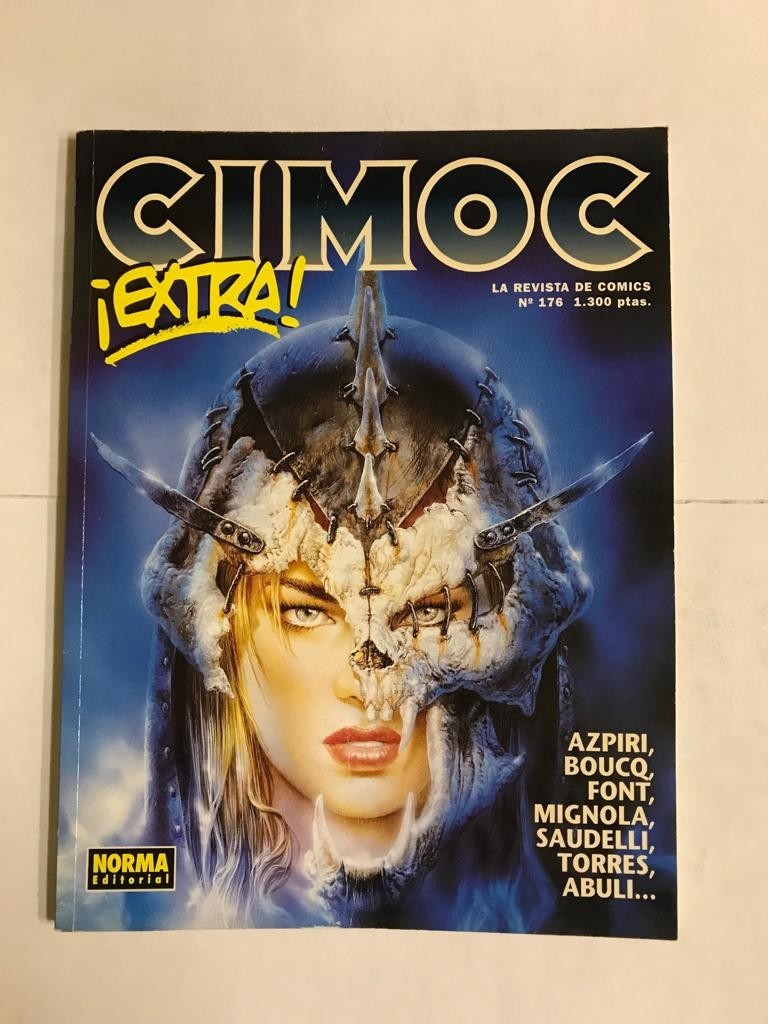 CIMOC
¡EXTRA!
LA REVISTA DE COMICS
Nº 176 1.300 ptas.
AZPIRI,
BOUCQ,
FONT,
MIGNOLA,
SAUDELLI,
TORRES,
ABULI...
NORMA
Editorial